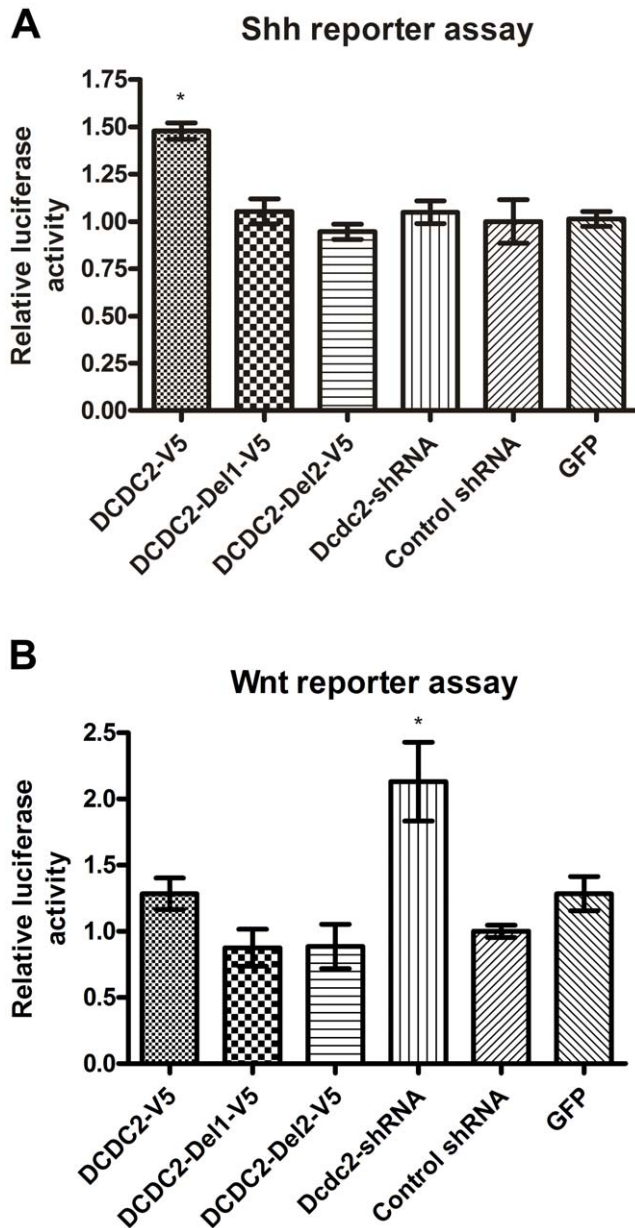 A
Shh reporter assay
Relative luciferase
activity
1.75
1.50
1.25
1.00
0.75
0.50
0.25
0.00
*
DCDC2-V5
DCDC2-Del1-V5
DCDC2-Del2-V5
Dcdc2-shRNA
Control shRNA
GFP
B
Wnt reporter assay
Relative luciferase
activity
2.5
2.0
1.5
1.0
0.5
0.0
*
DCDC2-V5
DCDC2-Del1-V5
DCDC2-Del2-V5
Dcdc2-shRNA
Control shRNA
GFP